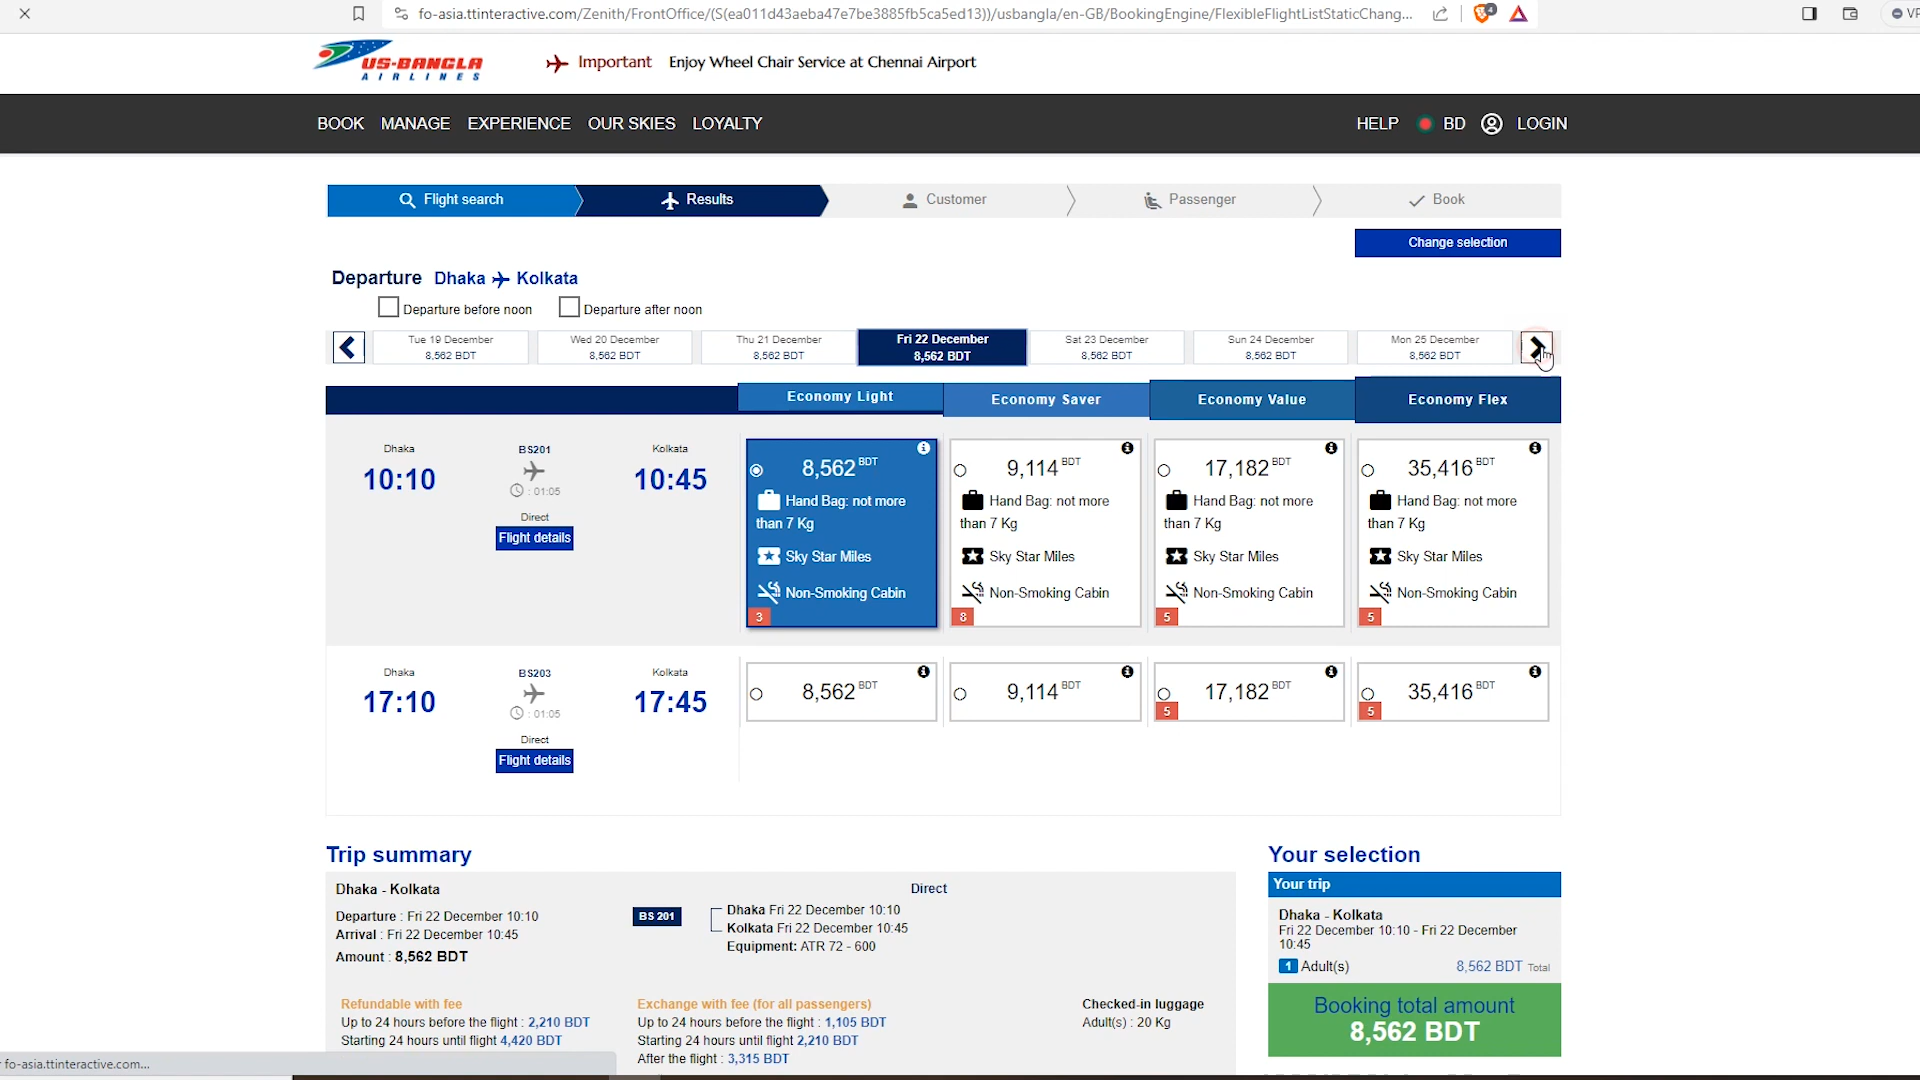 fo-asia.ttinteractive.com/Zenith/FrontOffice/(S(ea011d43aeba47e7be3885fb5ca5ed13))/usbangla/en-GB/BookingEngine/FlexibleFlightListStaticChang...
4
US-BANGLA
AIRLINES
Important Enjoy Wheel Chair Service at Chennai Airport
BOOK MANAGE EXPERIENCE OUR SKIES LOYALTY HELP BD LOGIN
Flight search Results Customer Passenger Book
Change selection
Departure Dhaka Kolkata
Departure before noon Departure after noon
Tue 19 December Wed 20 December Thu 21 December Fri 22 December Sat 23 December Sun 24 December Mon 25 December
8,562 BDT 8,562 BDT 8,562 BDT 8,562 BDT 8,562 BDT 8,562 BDT 8,562 BDT
Economy Light Economy Saver Economy Value Economy Flex
Dhaka BS201 Kolkata
10:10 10:45 8,562 BDT 9,114 BDT 17,182 BDT 35,416 BDT
: 01:05
Hand Bag: not more Hand Bag: not more Hand Bag: not more Hand Bag: not more
Direct than 7 Kg than 7 Kg than 7 Kg than 7 Kg
Flight details
Sky Star Miles Sky Star Miles Sky Star Miles Sky Star Miles
Non-Smoking Cabin Non-Smoking Cabin Non-Smoking Cabin Non-Smoking Cabin
3 8 5 5
Dhaka BS203 Kolkata
17:10 17:45 8,562 BDT 9,114 BDT 17,182 BDT 35,416 BDT
: 01:05 5 5
Direct
Flight details
Trip summary
Dhaka - Kolkata Direct
Departure : Fri 22 December 10:10
Arrival : Fri 22 December 10:45
Amount : 8,562 BDT
BS 201
Dhaka Fri 22 December 10:10
Kolkata Fri 22 December 10:45
Equipment: ATR 72 - 600
Refundable with fee
Up to 24 hours before the flight : 2,210 BDT
Starting 24 hours until flight 4,420 BDT
Exchange with fee (for all passengers)
Up to 24 hours before the flight : 1,105 BDT
Starting 24 hours until flight 2,210 BDT
After the flight : 3,315 BDT
Checked-in luggage
Adult(s) : 20 Kg
Your selection
Your trip
Dhaka - Kolkata
Fri 22 December 10:10 - Fri 22 December
10:45
1 Adult(s) 8,562 BDT Total
Booking total amount
8,562 BDT
fo-asia.ttinteractive.com...